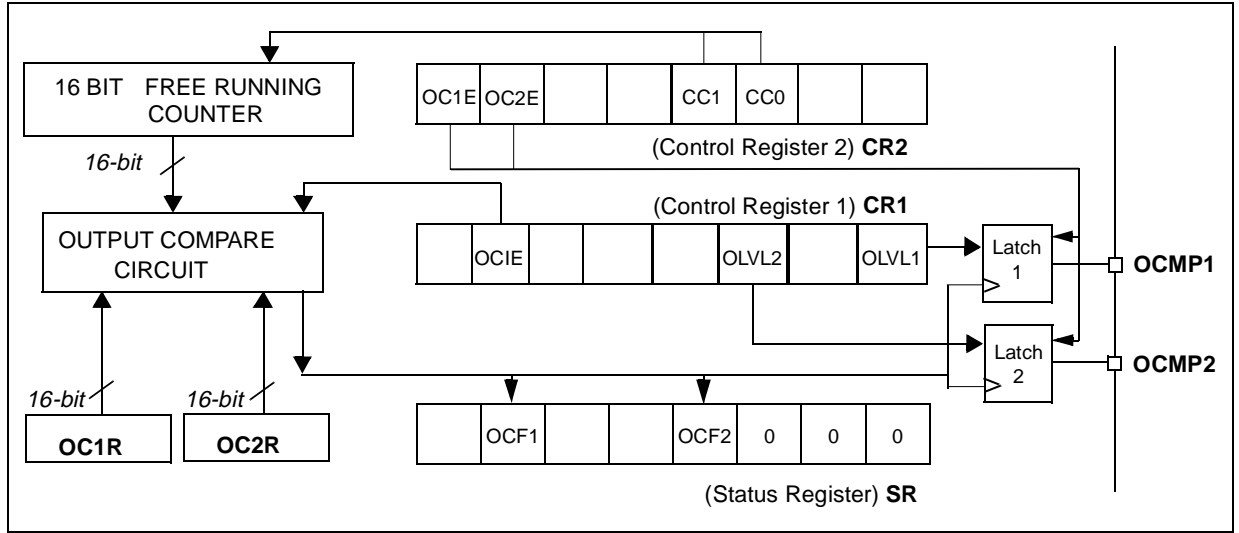 16 BIT FREE RUNNING
COUNTER
OC1E OC2E CC1 CC0
(Control Register 2) CR2
16-bit
(Control Register 1) CR1
OUTPUT COMPARE
CIRCUIT
OCIE OLVL2 OLVL1
Latch
1
OCMP1
Latch
2
OCMP2
16-bit
16-bit
OC1R
OC2R
OCF1 OCF2 0 0 0
(Status Register) SR